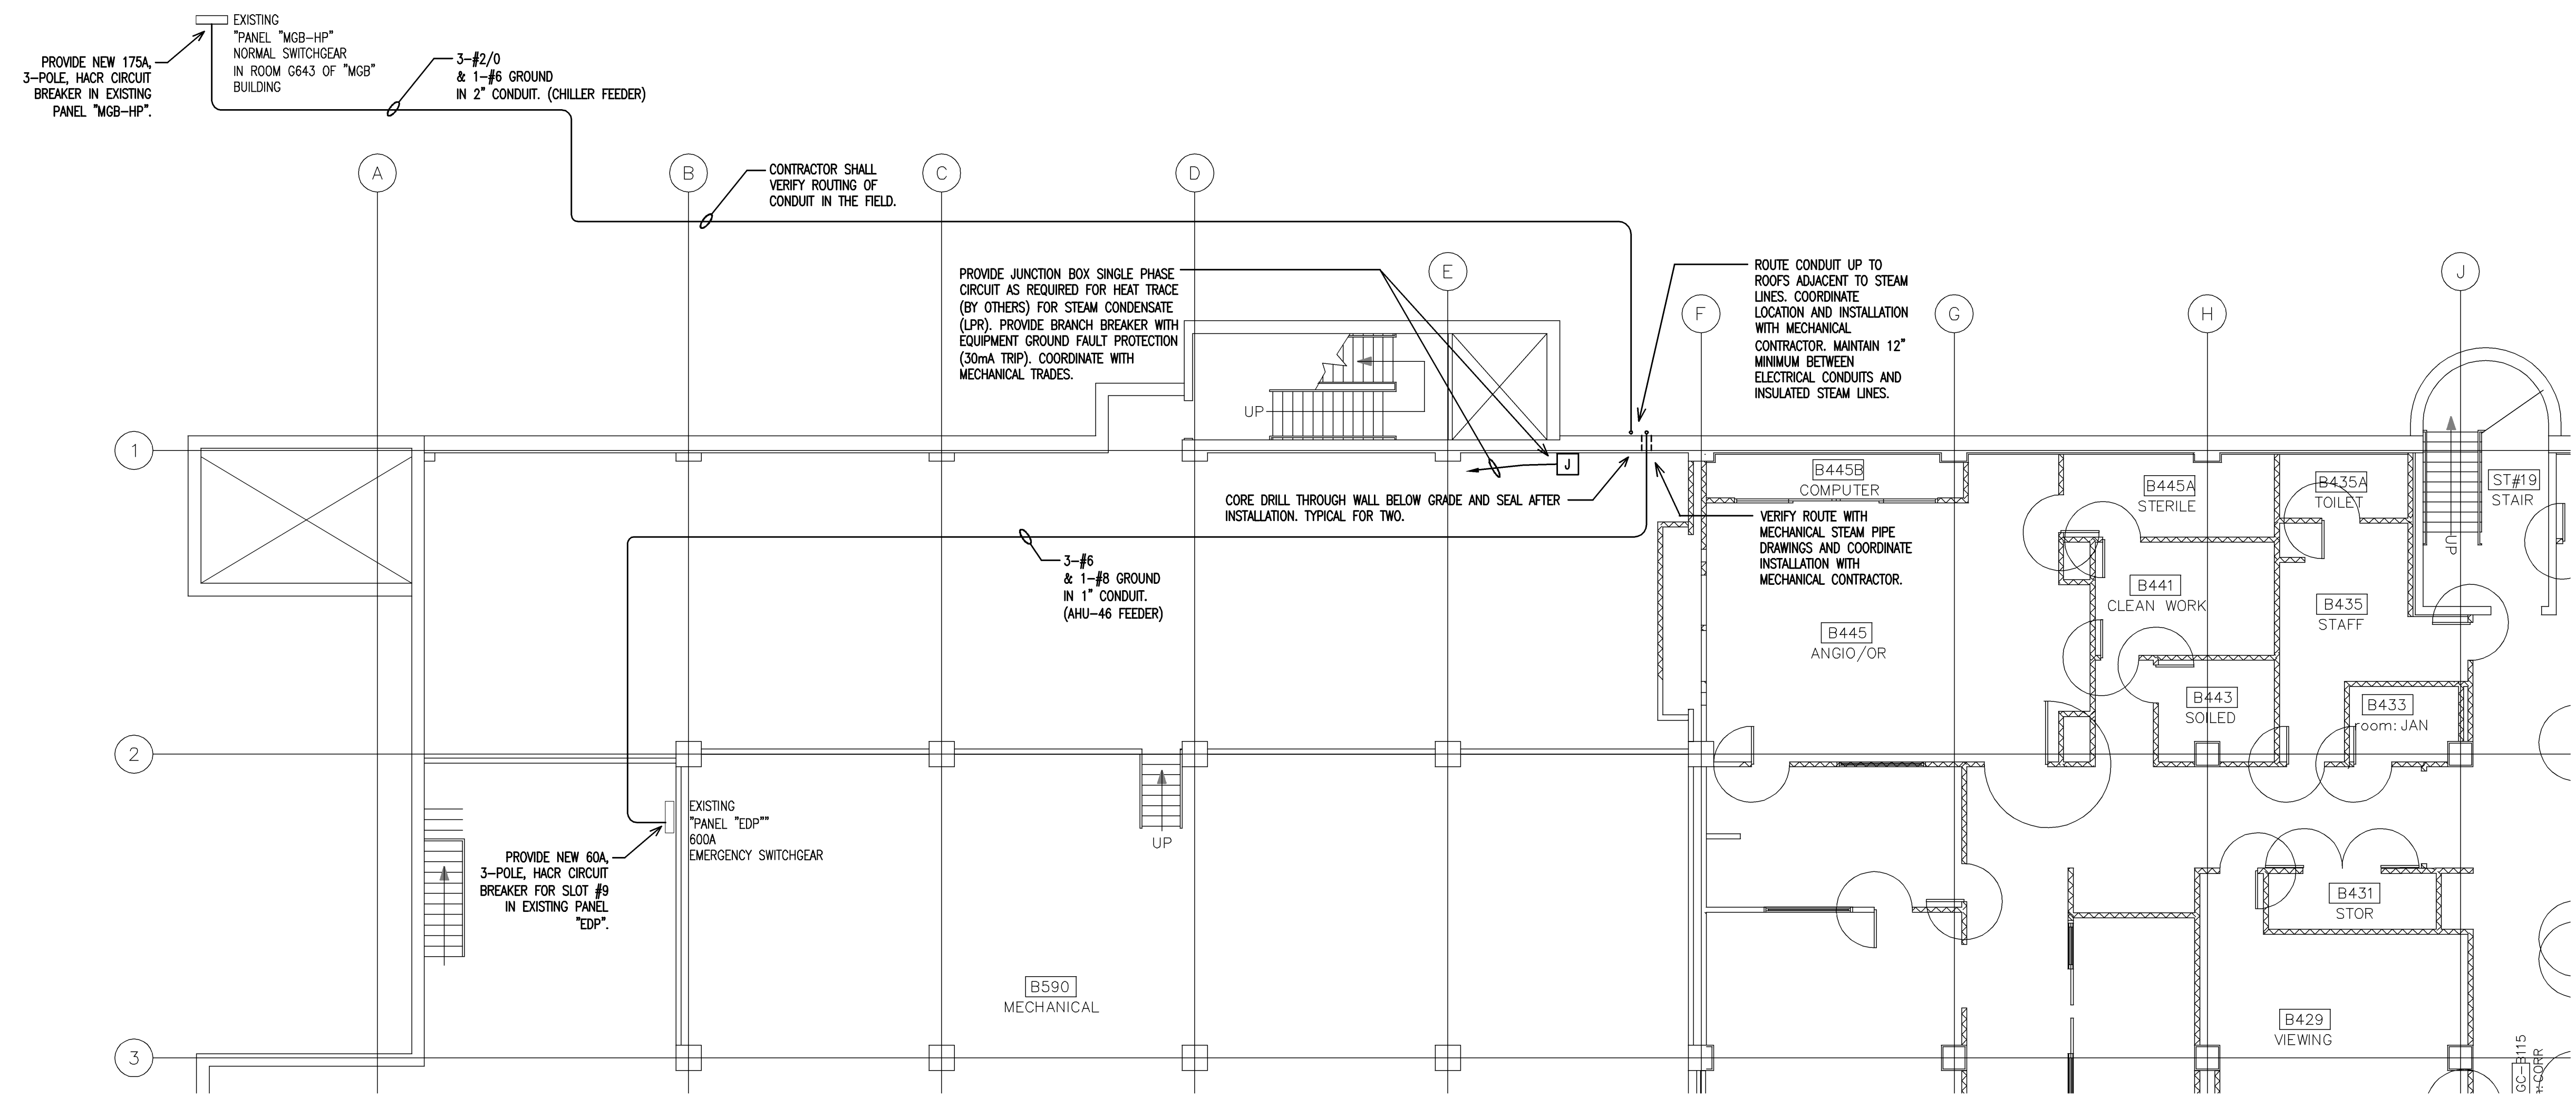 EXISTING
"PANEL "MGB-HP"
NORMAL SWITCHGEAR
IN ROOM G643 OF "MGB"
BUILDING
PROVIDE NEW 175A,
3-POLE, HACR CIRCUIT
BREAKER IN EXISTING
PANEL "MGB-HP".
3-#2/0
& 1-#6 GROUND
IN 2" CONDUIT. (CHILLER FEEDER)
A
B
C
D
CONTRACTOR SHALL
VERIFY ROUTING OF
CONDUIT IN THE FIELD.
E
F
G
H
J
PROVIDE JUNCTION BOX SINGLE PHASE
CIRCUIT AS REQUIRED FOR HEAT TRACE
(BY OTHERS) FOR STEAM CONDENSATE
(LPR). PROVIDE BRANCH BREAKER WITH
EQUIPMENT GROUND FAULT PROTECTION
(30mA TRIP). COORDINATE WITH
MECHANICAL TRADES.
ROUTE CONDUIT UP TO
ROOFS ADJACENT TO STEAM
LINES. COORDINATE
LOCATION AND INSTALLATION
WITH MECHANICAL
CONTRACTOR. MAINTAIN 12"
MINIMUM BETWEEN
ELECTRICAL CONDUITS AND
INSULATED STEAM LINES.
UP
1
J
CORE DRILL THROUGH WALL BELOW GRADE AND SEAL AFTER
INSTALLATION. TYPICAL FOR TWO.
VERIFY ROUTE WITH
MECHANICAL STEAM PIPE
DRAWINGS AND COORDINATE
INSTALLATION WITH
MECHANICAL CONTRACTOR.
B445B
COMPUTER
B445A
STERILE
B435A
TOILET
ST#19
STAIR
UP
3-#6
& 1-#8 GROUND
IN 1" CONDUIT.
(AHU-46 FEEDER)
B441
CLEAN WORK
B435
STAFF
B445
ANGIO/OR
B443
SOILED
B433
room: JAN
2
EXISTING
"PANEL "EDP""
600A
EMERGENCY SWITCHGEAR
UP
PROVIDE NEW 60A,
3-POLE, HACR CIRCUIT
BREAKER FOR SLOT #9
IN EXISTING PANEL
"EDP".
B431
STOR
B590
MECHANICAL
B429
VIEWING
3
GC-B115
CORR